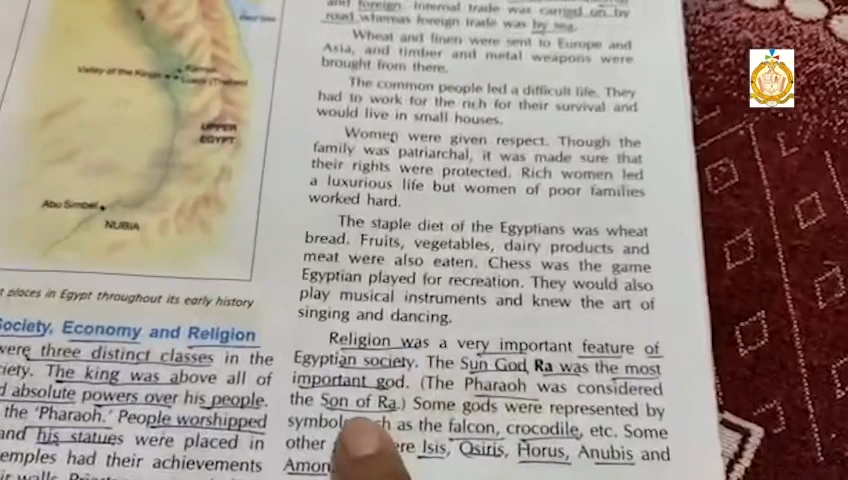 and foreign. Internal trade was carried on by
road whereas foreign trade was by sea.
Wheat and linen were sent to Europe and
Asia, and timber and metal weapons were
brought from there.
The common people led a difficult life. They
had to work for the rich for their survival and
would live in small houses.
Women were given respect. Though the
family was patriarchal, it was made sure that
their rights were protected. Rich women led
a luxurious life but women of poor families
worked hard.
The staple diet of the Egyptians was wheat
bread. Fruits, vegetables, dairy products and
meat were also eaten. Chess was the game
Egyptian played for recreation. They would also
play musical instruments and knew the art of
singing and dancing.
Religion was a very important feature of
Egyptian society. The Sun God Ra was the most
important god. (The Pharaoh was considered
the Son of Ra.) Some gods were represented by
as the falcon, crocodile, etc. Some
other Isis, Osiris, Horus, Anubis and
Amon
Valley of the Kings
Karnak
Luxor (Thebes)
UPPER
EGYPT
Abu Simbel
NUBIA
places in Egypt throughout its early history
Society, Economy and Religion
were three distinct classes in the
The king was above all of
absolute powers over his people.
the 'Pharaoh.' People worshipped
and his statues were placed in
had their achievements